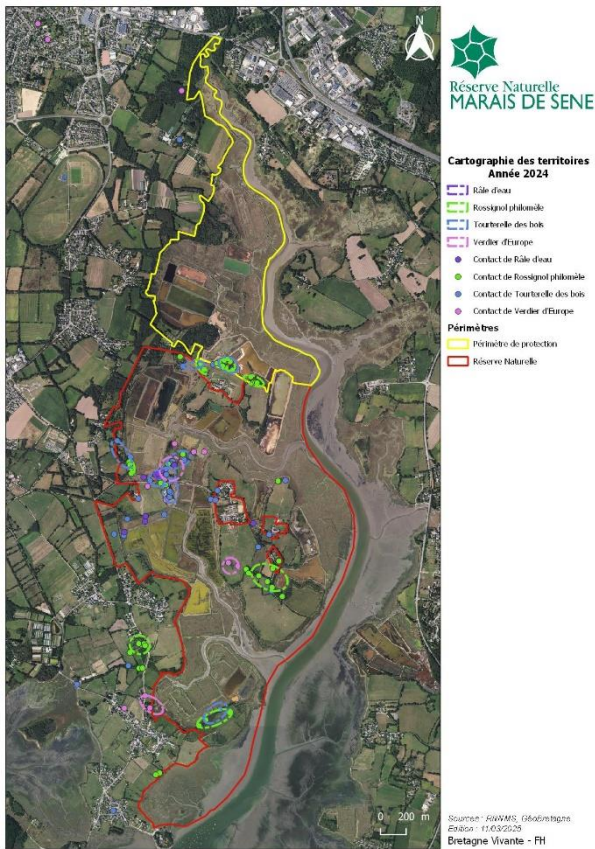 N
Réserve Naturelle
MARAIS DE SENE
Cartographie des territoires
Année 2024
Râle d'eau
Rossignol philomèle
Tourterelle des bois
Verdier d'Europe
Contact de Râle d'eau
Contact de Rossignol philomèle
Contact de Tourterelle des bois
Contact de Verdier d'Europe
Périmètres
Périmètre de protection
Réserve Naturelle
0 200 m
Sources : RNNMS, GéoBretagne
Edition : 11/03/2025
Bretagne Vivante - FH